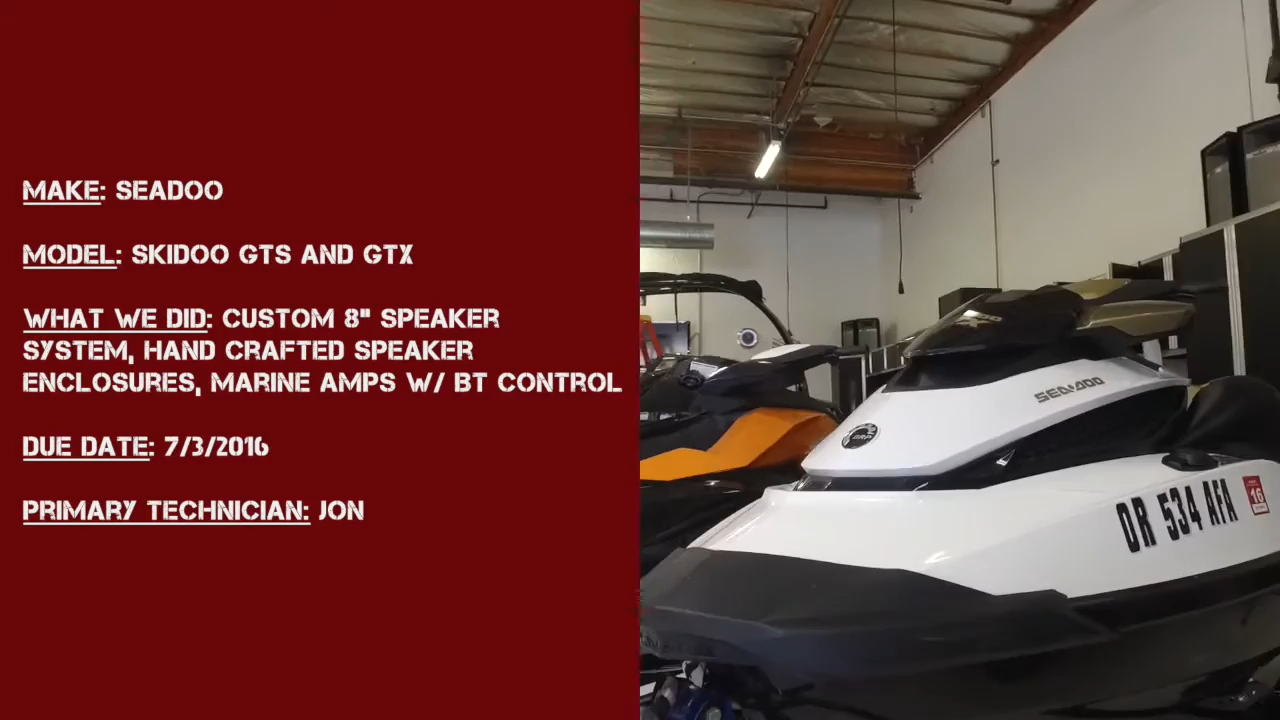 MAKE: SEADOO
MODEL: SKIDOO GTS AND GTX
WHAT WE DID: CUSTOM 8" SPEAKER
SYSTEM, HAND CRAFTED SPEAKER
ENCLOSURES, MARINE AMPS W/ BT CONTROL
DUE DATE: 7/3/2016
PRIMARY TECHNICIAN: JON
SEA-DOO
BRP
OR 534 AFA
16